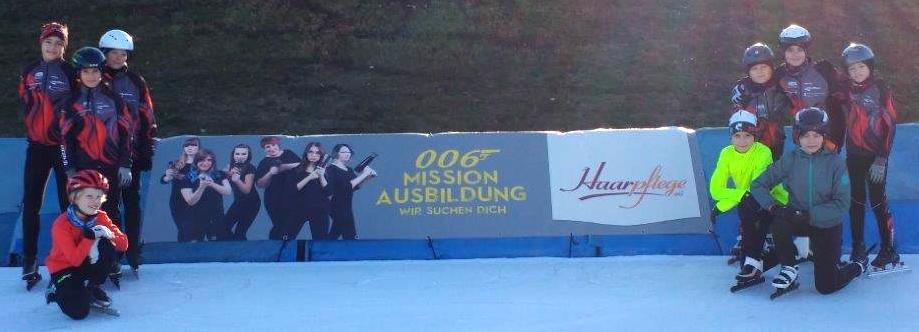 006
MISSION
AUSBILDUNG
WIR SUCHEN DICH
Haarpflege